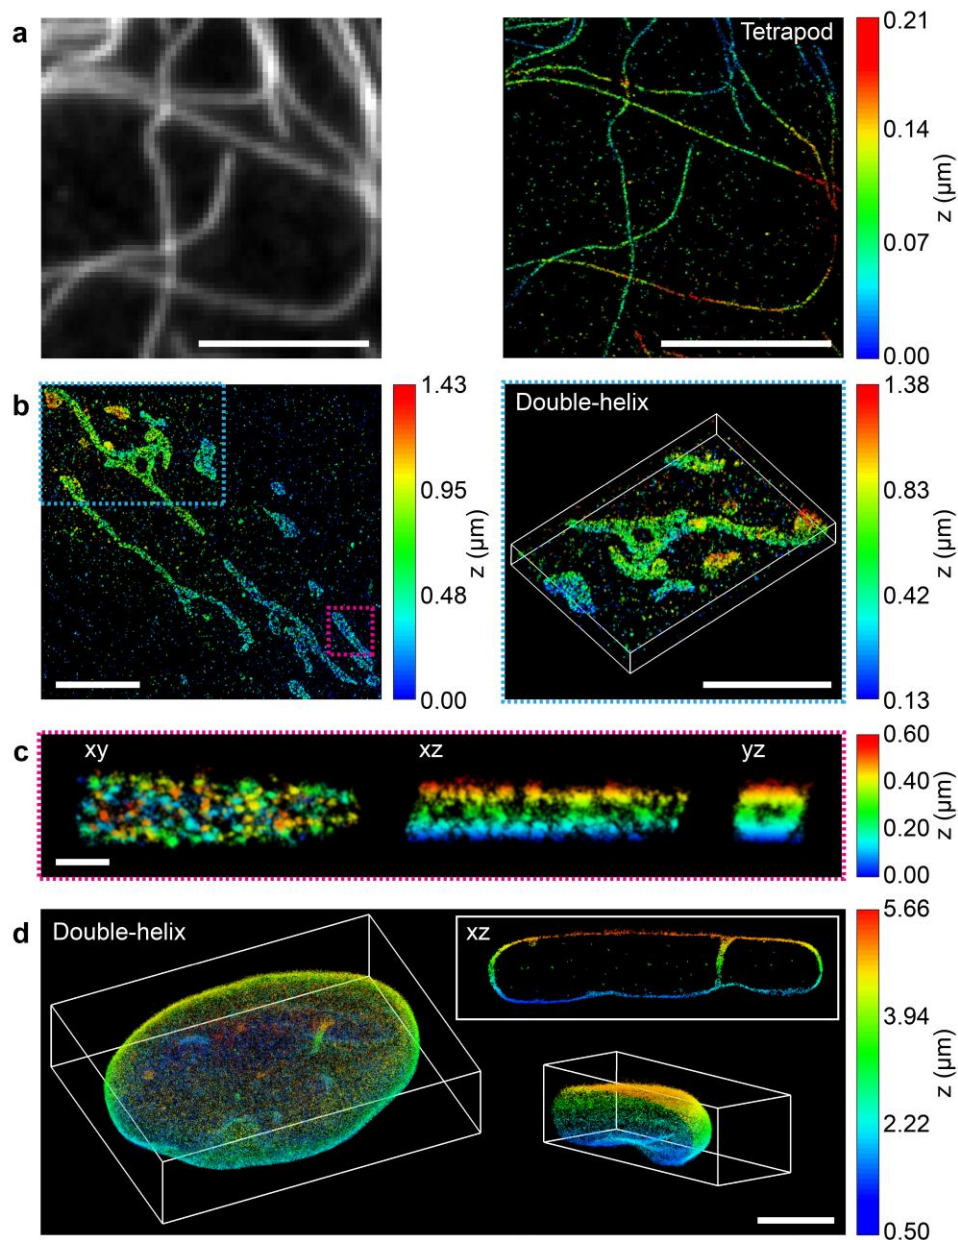 a
Tetrapod
0.21
0.14
0.07
0.00
z (μm)
b
1.43
0.95
0.48
0.00
z (μm)
Double-helix
1.38
0.83
0.42
0.13
z (μm)
c
xy
xz
yz
0.60
0.40
0.20
0.00
z (μm)
d
Double-helix
xz
5.66
3.94
2.22
0.50
z (μm)